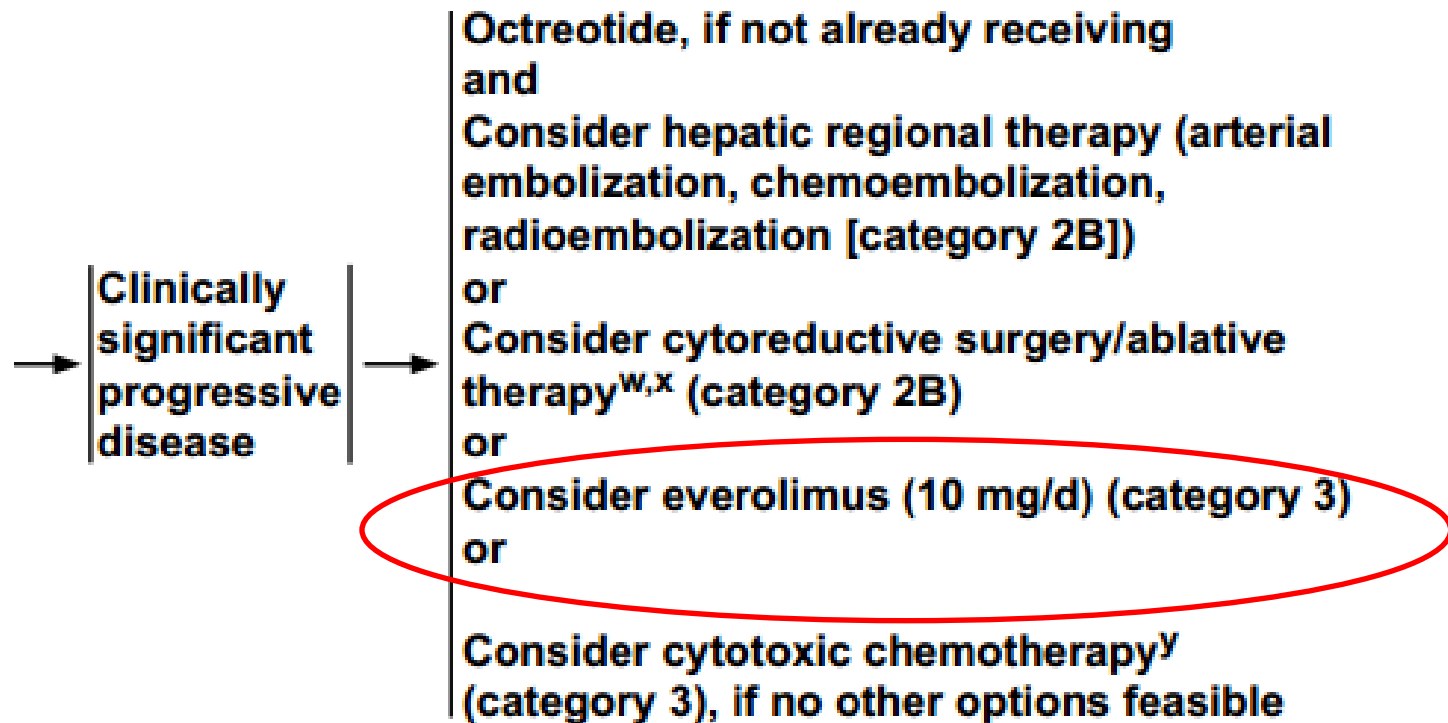 Clinically
significant
progressive
disease
Octreotide, if not already receiving
and
Consider hepatic regional therapy (arterial
embolization, chemoembolization,
radioembolization [category 2B])
or
Consider cytoreductive surgery/ablative
therapyʷ,ˣ (category 2B)
or
Consider everolimus (10 mg/d) (category 3)
or
Consider cytotoxic chemotherapyʸ
(category 3), if no other options feasible